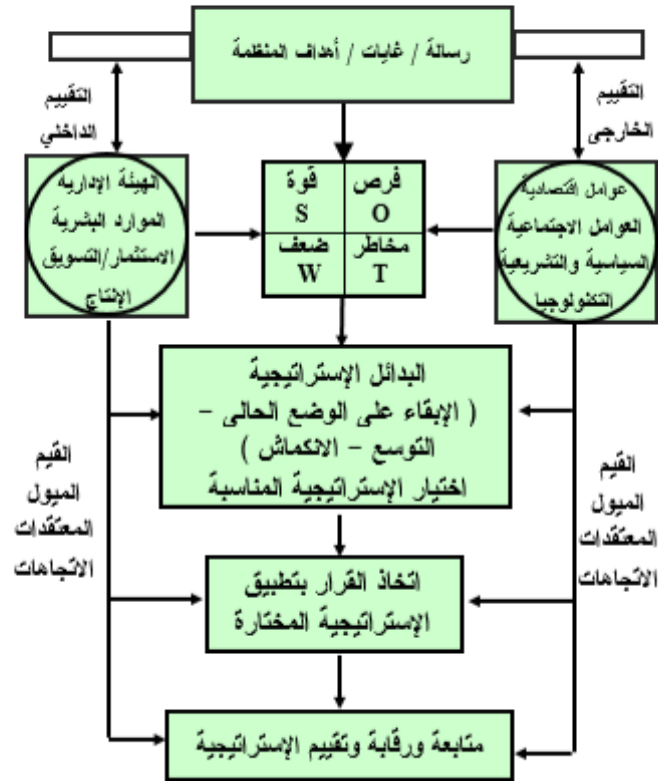 رسالة / غايات / أهداف المنظمة
التقييم
الخارجى
التقييم
الداخلي
عوامل اقتصادية
العوامل الاجتماعية
السياسية والتشريعية
التكنولوجيا
فرص
O
قوة
S
مخاطر
T
ضعف
W
الهيئة الإدارية
الموارد البشرية
الاستثمار/التسويق
الإنتاج
البدائل الإستراتيجية
( الإبقاء على الوضع الحالى –
التوسع – الانكماش )
اختيار الإستراتيجية المناسبة
القيم
الميول
المعتقدات
الاتجاهات
القيم
الميول
المعتقدات
الاتجاهات
اتخاذ القرار بتطبيق
الإستراتيجية المختارة
متابعة ورقابة وتقييم الإستراتيجية